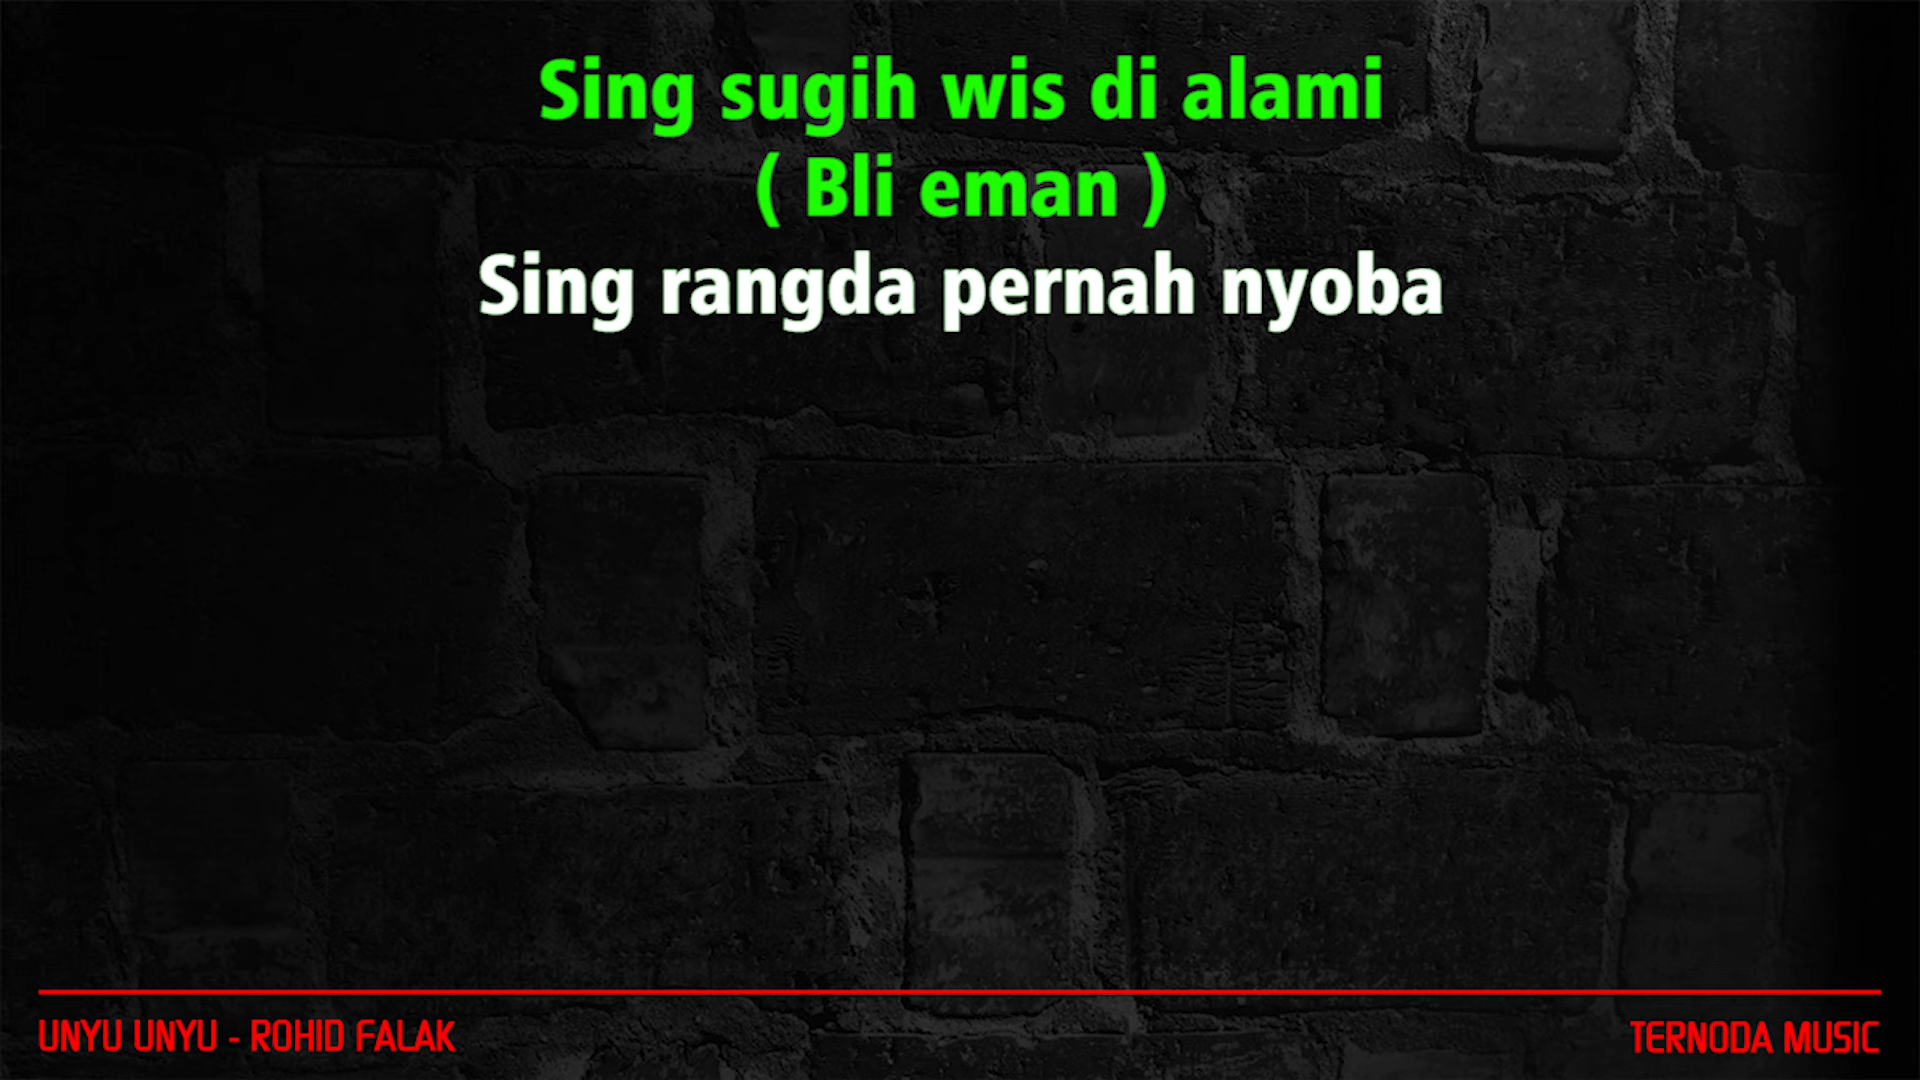 Sing sugih wis di alami
( Bli eman )
Sing rangda pernah nyoba
UNYU UNYU - ROHID FALAK
TERNODA MUSIC